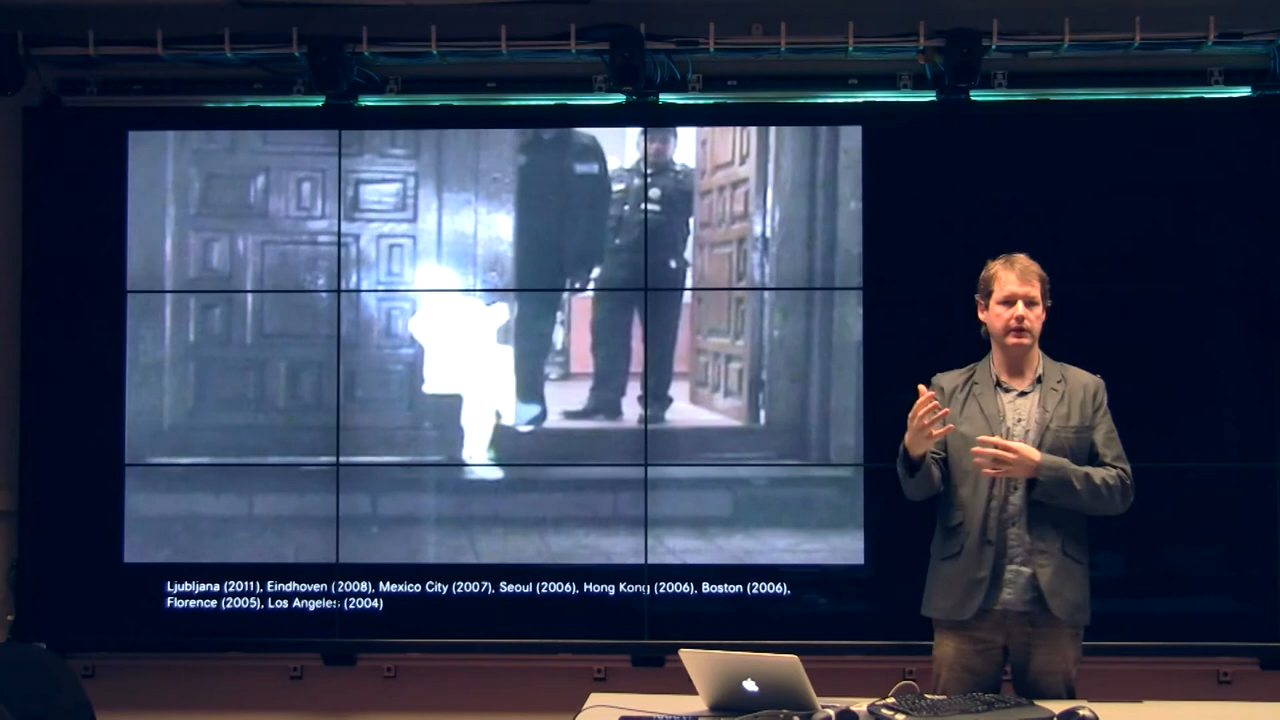 Ljubljana (2011), Eindhoven (2008), Mexico City (2007), Seoul (2006), Hong Kong (2006), Boston (2006),
Florence (2005), Los Angeles (2004)